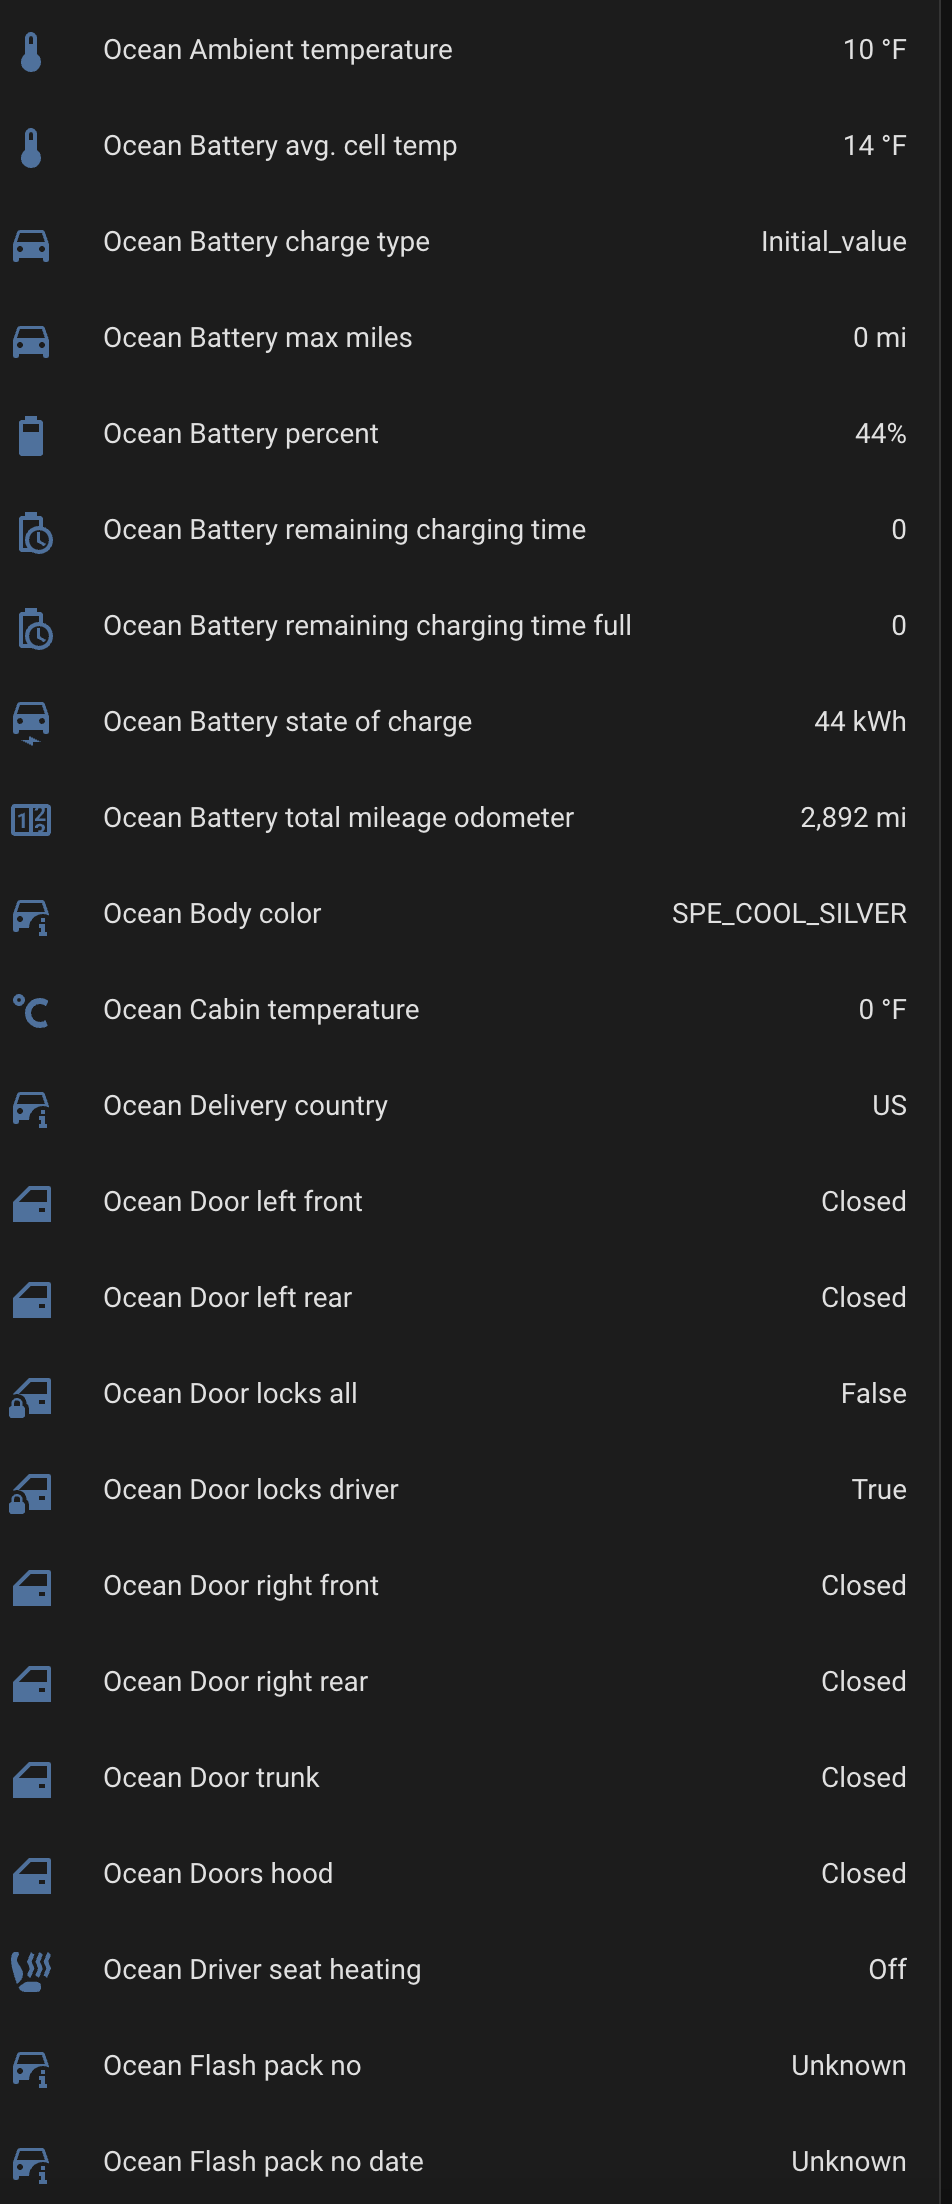 Ocean Ambient temperature 10 °F
Ocean Battery avg. cell temp 14 °F
Ocean Battery charge type Initial_value
Ocean Battery max miles 0 mi
Ocean Battery percent 44%
Ocean Battery remaining charging time 0
Ocean Battery remaining charging time full 0
Ocean Battery state of charge 44 kWh
Ocean Battery total mileage odometer 2,892 mi
Ocean Body color SPE_COOL_SILVER
Ocean Cabin temperature 0 °F
Ocean Delivery country US
Ocean Door left front Closed
Ocean Door left rear Closed
Ocean Door locks all False
Ocean Door locks driver True
Ocean Door right front Closed
Ocean Door right rear Closed
Ocean Door trunk Closed
Ocean Doors hood Closed
Ocean Driver seat heating Off
Ocean Flash pack no Unknown
Ocean Flash pack no date Unknown